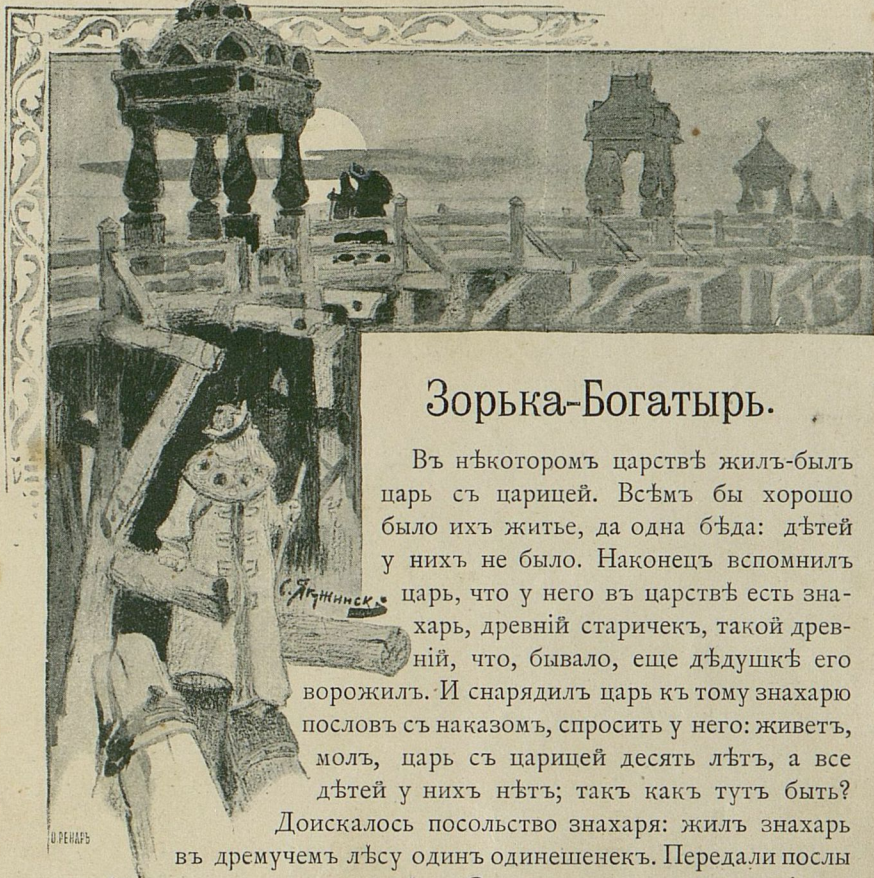 Зорька-Богатырь.
Въ нѣкоторомъ царствѣ жилъ-былъ
царь съ царицей. Всѣмъ бы хорошо
было ихъ житье, да одна бѣда: дѣтей
у нихъ не было. Наконецъ вспомнилъ
царь, что у него въ царствѣ есть зна-
харь, древній старичекъ, такой древ-
ній, что, бывало, еще дѣдушкѣ его
ворожилъ. И снарядилъ царь къ тому знахарю
пословъ съ наказомъ, спросить у него: живетъ,
молъ, царь съ царицей десять лѣтъ, а все
дѣтей у нихъ нѣтъ; такъ какъ тутъ быть?
Доискалось посольство знахаря: жилъ знахарь
въ дремучемъ лѣсу одинъ одинешенекъ. Передали послы
РЕНАРЪ